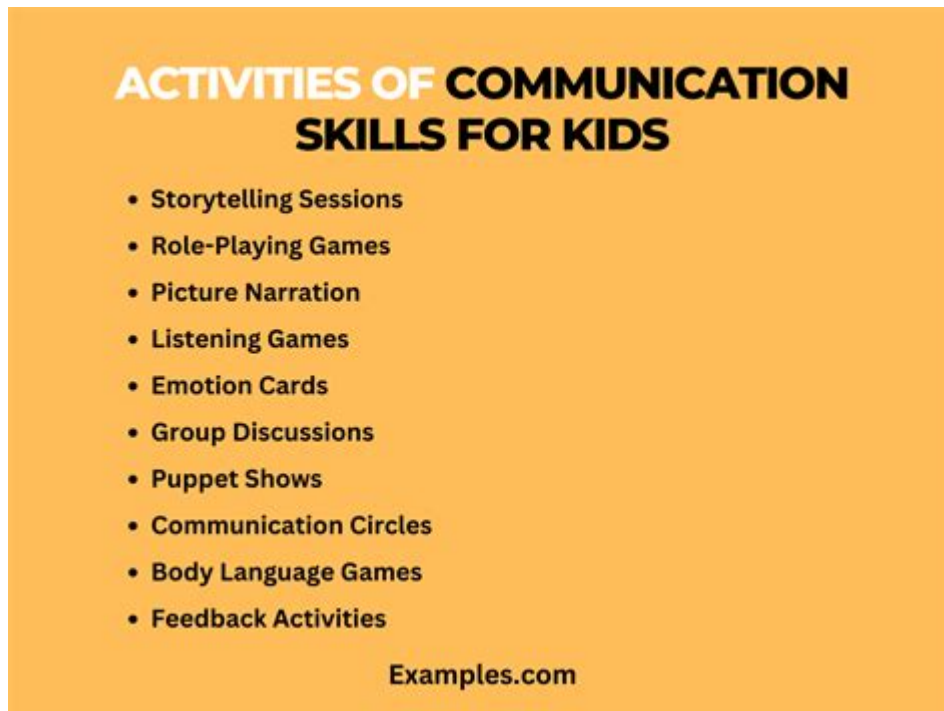 ACTIVITIES OF COMMUNICATION
SKILLS FOR KIDS
• Storytelling Sessions
• Role-Playing Games
• Picture Narration
• Listening Games
• Emotion Cards
• Group Discussions
• Puppet Shows
• Communication Circles
• Body Language Games
• Feedback Activities
Examples.com